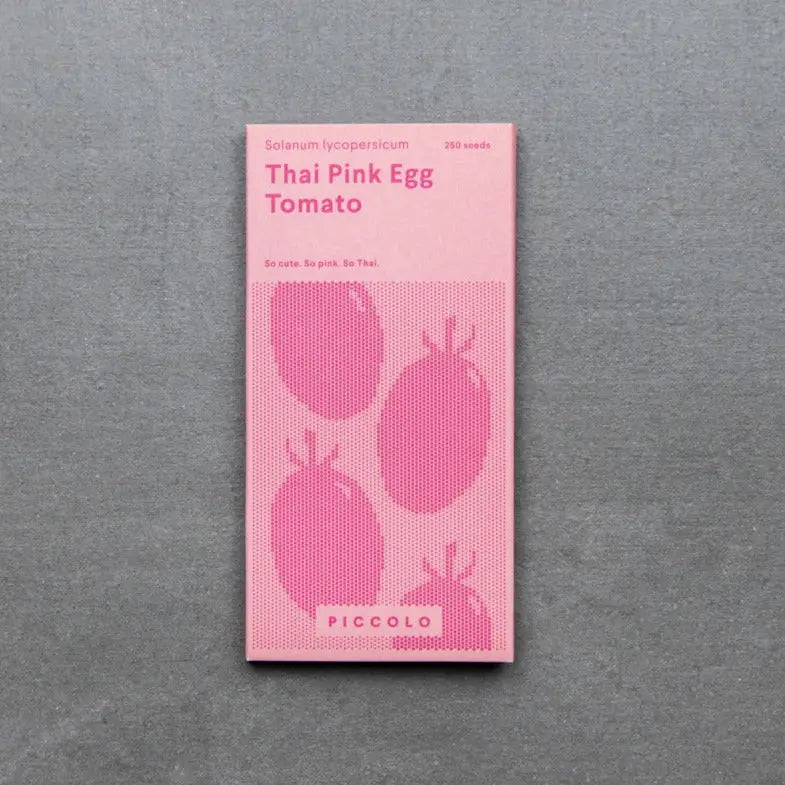 Solanum lycopersicum
250 seeds
Thai Pink Egg
Tomato
So cute. So pink. So Thai.
PICCOLO